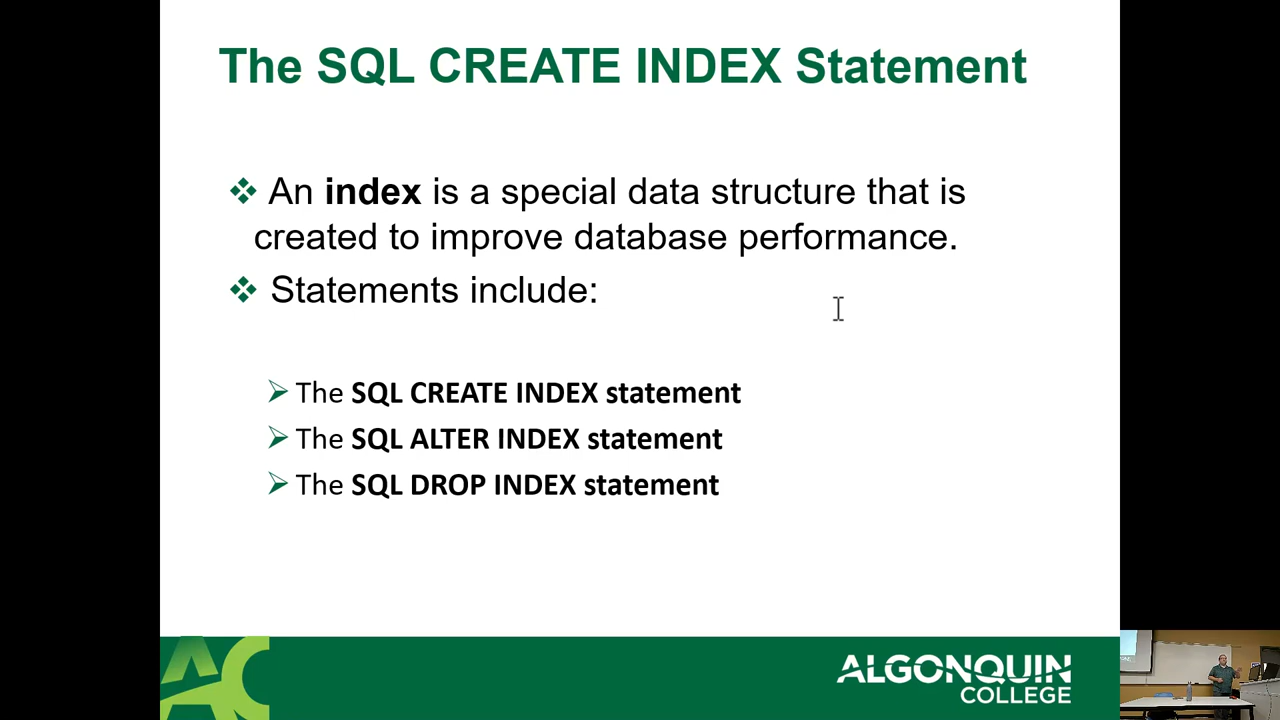 The SQL CREATE INDEX Statement
❖ An index is a special data structure that is
created to improve database performance.
❖ Statements include:
➢ The SQL CREATE INDEX statement
➢ The SQL ALTER INDEX statement
➢ The SQL DROP INDEX statement
AC
ALGONQUIN
COLLEGE